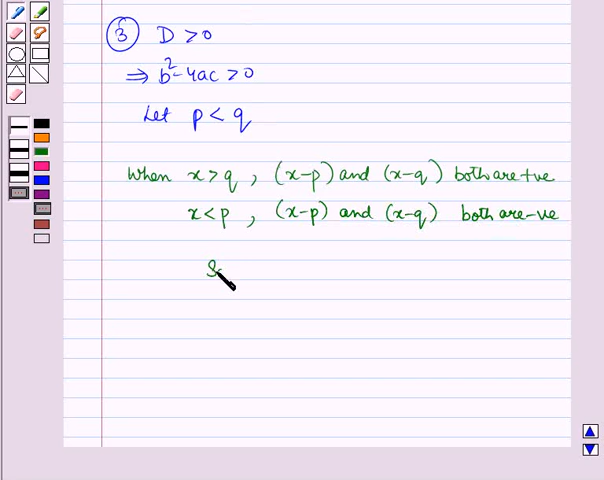 ③ D > 0
⇒ b²-4ac > 0
Let p < q
When x > q, (x-p) and (x-q) both are +ve
x < p, (x-p) and (x-q) both are -ve